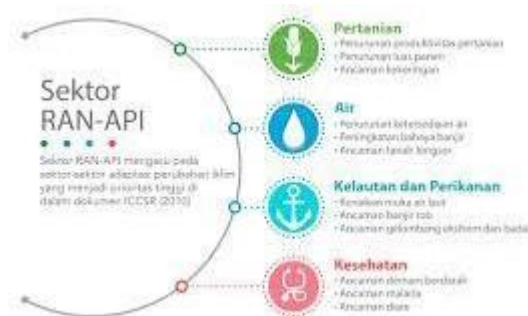 Sektor
RAN-API
Sektor RAN-API mengacu pada
sektor-sektor adaptasi perubahan iklim
yang menjadi prioritas tinggi di
dalam dokumen ICCSR (2010)
Pertanian
• Penurunan produktivitas pertanian
• Penurunan luas panen
• Ancaman kekeringan
Air
• Penurunan ketersediaan air
• Peningkatan bahaya banjir
• Ancaman tanah longsor
Kelautan dan Perikanan
• Kenaikan muka air laut
• Ancaman banjir rob
• Ancaman gelombang ekstrem dan badai
Kesehatan
• Ancaman demam berdarah
• Ancaman malaria
• Ancaman diare